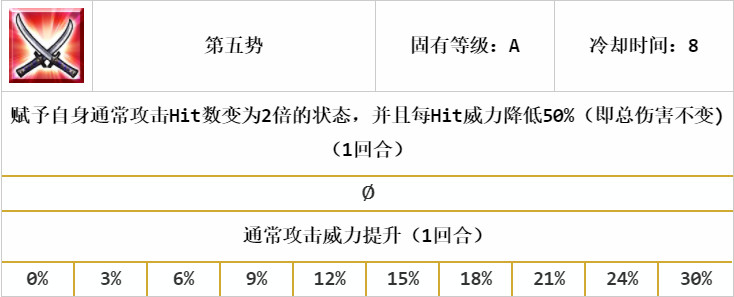 第五势
固有等级：A
冷却时间：8
赋予自身通常攻击Hit数变为2倍的状态，并且每Hit威力降低50%（即总伤害不变)
（1回合）
Ø
通常攻击威力提升（1回合）
0%
3%
6%
9%
12%
15%
18%
21%
24%
30%